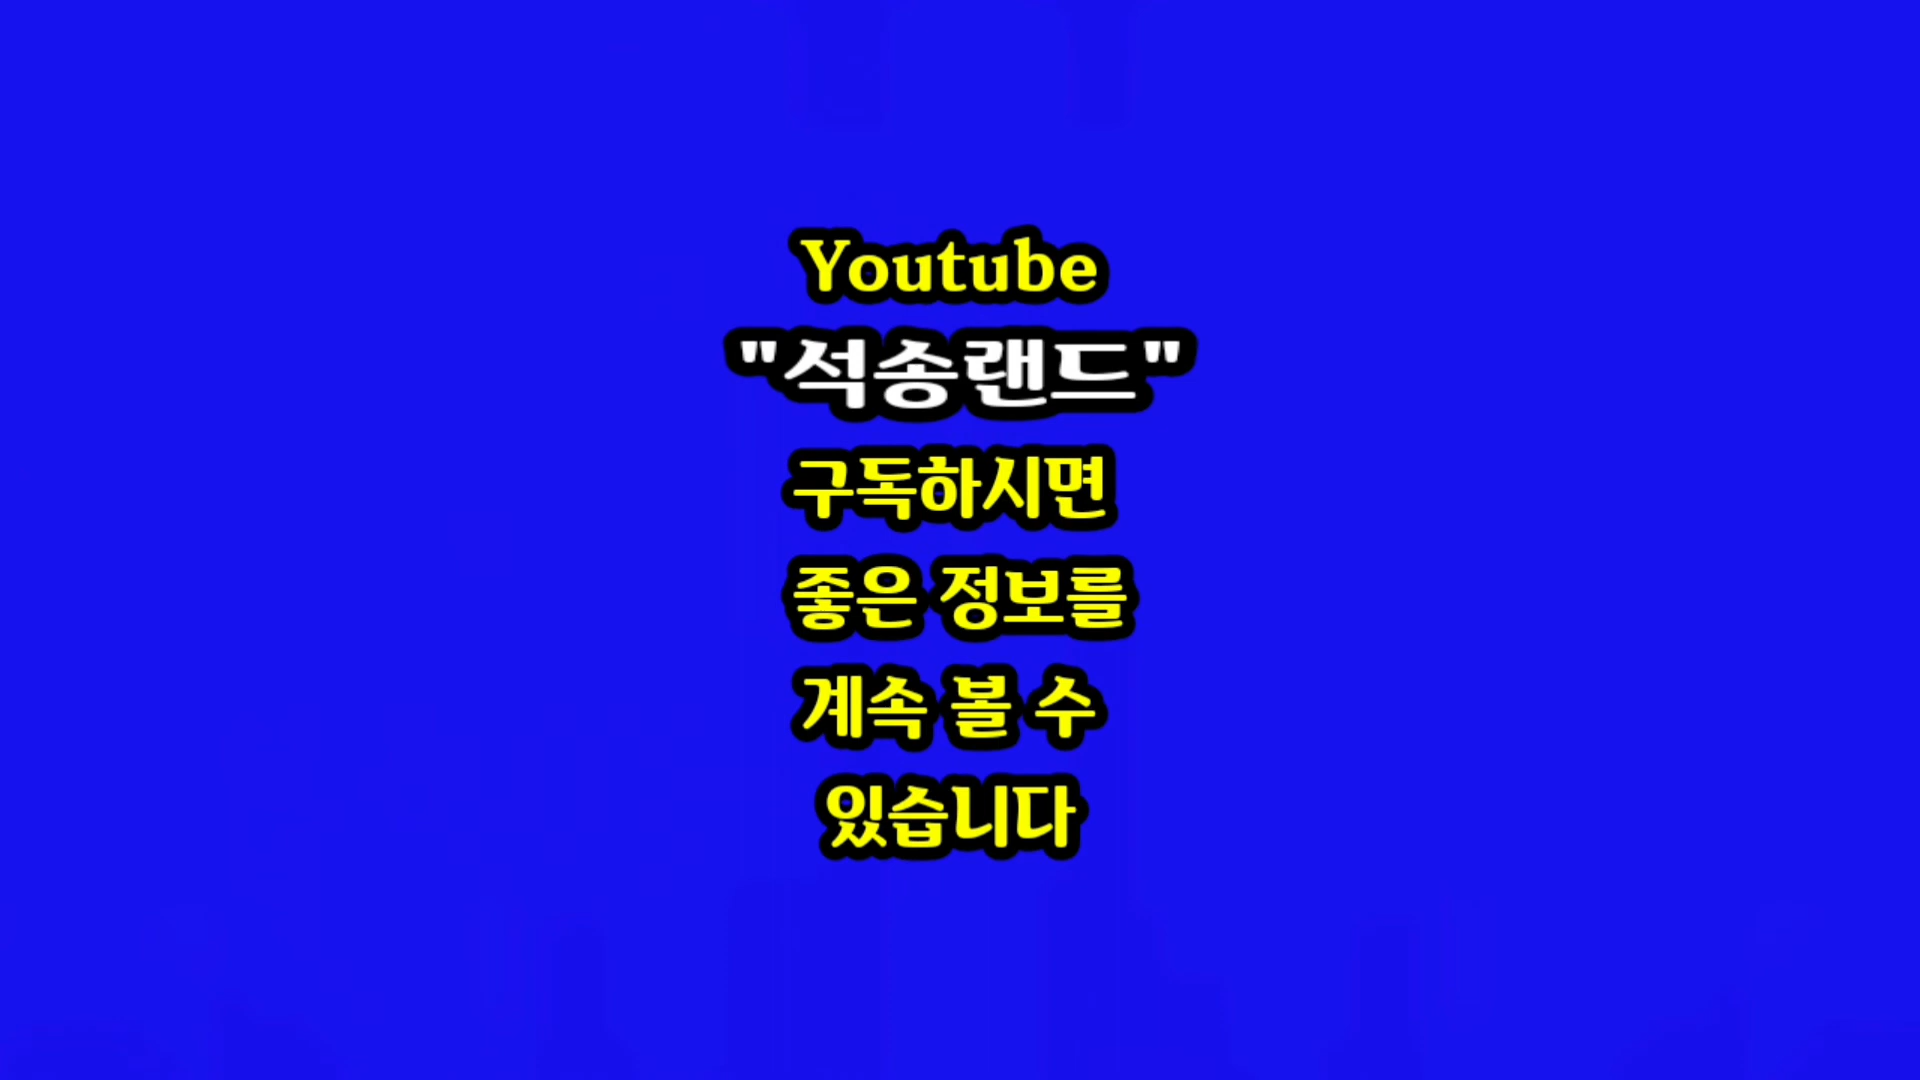 Youtube
"석송랜드"
구독하시면
좋은 정보를
계속 볼 수
있습니다